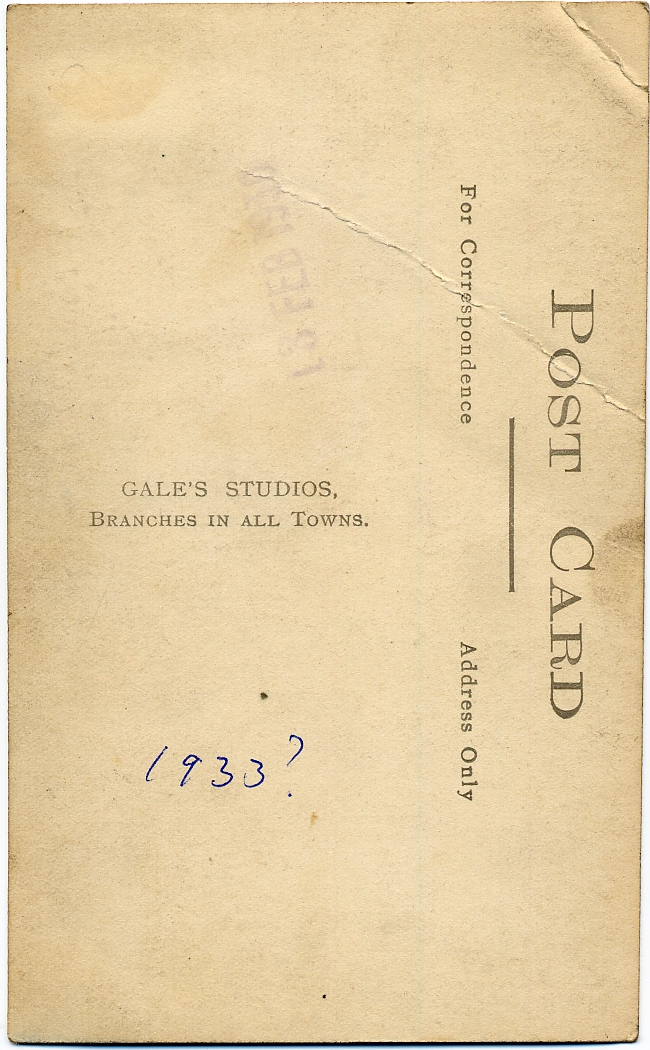 POST CARD
For Correspondence
Address Only
GALE'S STUDIOS,
BRANCHES IN ALL TOWNS.
1933?